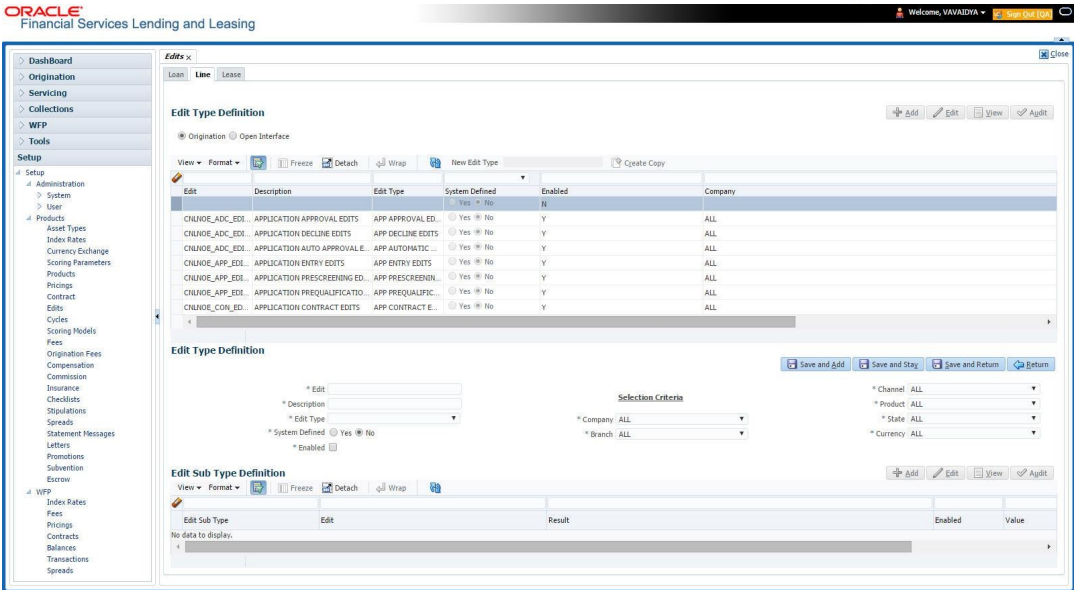 ORACLE
Financial Services Lending and Leasing
Welcome, VAVAIDYA
Sign Out [QA]
DashBoard
Origination
Servicing
Collections
WFP
Tools
Setup
Setup
Administration
System
User
Products
Asset Types
Index Rates
Currency Exchange
Scoring Parameters
Products
Pricings
Contract
Edits
Cycles
Scoring Models
Fees
Origination Fees
Compensation
Commission
Insurance
Checklists
Stipulations
Spreads
Statement Messages
Letters
Promotions
Subvention
Escrow
WFP
Index Rates
Fees
Pricings
Contracts
Balances
Transactions
Spreads
Edits x
Close
Loan Line Lease
Edit Type Definition
Add Edit View Audit
Origination Open Interface
View Format Freeze Detach Wrap New Edit Type Create Copy
Edit Description Edit Type System Defined Enabled Company
Yes No N
CNLNOE_ADC_EDI... APPLICATION APPROVAL EDITS APP APPROVAL ED... Yes No Y ALL
CNLNOE_ADC_EDI... APPLICATION DECLINE EDITS APP DECLINE EDITS Yes No Y ALL
CNLNOE_ADC_EDI... APPLICATION AUTO APPROVAL E... APP AUTOMATIC ... Yes No Y ALL
CNLNOE_APP_EDI... APPLICATION ENTRY EDITS APP ENTRY EDITS Yes No Y ALL
CNLNOE_APP_EDI... APPLICATION PRESCREENING ED... APP PRESCREENIN... Yes No Y ALL
CNLNOE_APP_EDI... APPLICATION PREQUALIFICATIO... APP PREQUALIFIC... Yes No Y ALL
CNLNOE_CON_ED... APPLICATION CONTRACT EDITS APP CONTRACT E... Yes No Y ALL
Edit Type Definition
Save and Add Save and Stay Save and Return Return
* Edit
* Description
* Edit Type
* System Defined Yes No
* Enabled
Selection Criteria
* Company ALL
* Branch ALL
* Channel ALL
* Product ALL
* State ALL
* Currency ALL
Edit Sub Type Definition
Add Edit View Audit
View Format Freeze Detach Wrap
Edit Sub Type Edit Result Enabled Value
No data to display.